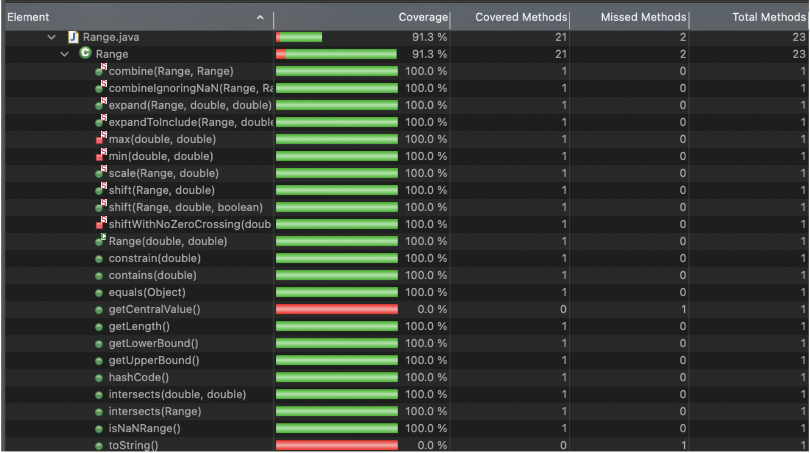 Element Coverage Covered Methods Missed Methods Total Methods
Range.java 91.3 % 21 2 23
Range 91.3 % 21 2 23
combine(Range, Range) 100.0 % 1 0 1
combineIgnoringNaN(Range, Ra 100.0 % 1 0 1
expand(Range, double, double) 100.0 % 1 0 1
expandToInclude(Range, double 100.0 % 1 0 1
max(double, double) 100.0 % 1 0 1
min(double, double) 100.0 % 1 0 1
scale(Range, double) 100.0 % 1 0 1
shift(Range, double) 100.0 % 1 0 1
shift(Range, double, boolean) 100.0 % 1 0 1
shiftWithNoZeroCrossing(doub 100.0 % 1 0 1
Range(double, double) 100.0 % 1 0 1
constrain(double) 100.0 % 1 0 1
contains(double) 100.0 % 1 0 1
equals(Object) 100.0 % 1 0 1
getCentralValue() 0.0 % 0 1 1
getLength() 100.0 % 1 0 1
getLowerBound() 100.0 % 1 0 1
getUpperBound() 100.0 % 1 0 1
hashCode() 100.0 % 1 0 1
intersects(double, double) 100.0 % 1 0 1
intersects(Range) 100.0 % 1 0 1
isNaNRange() 100.0 % 1 0 1
toString() 0.0 % 0 1 1